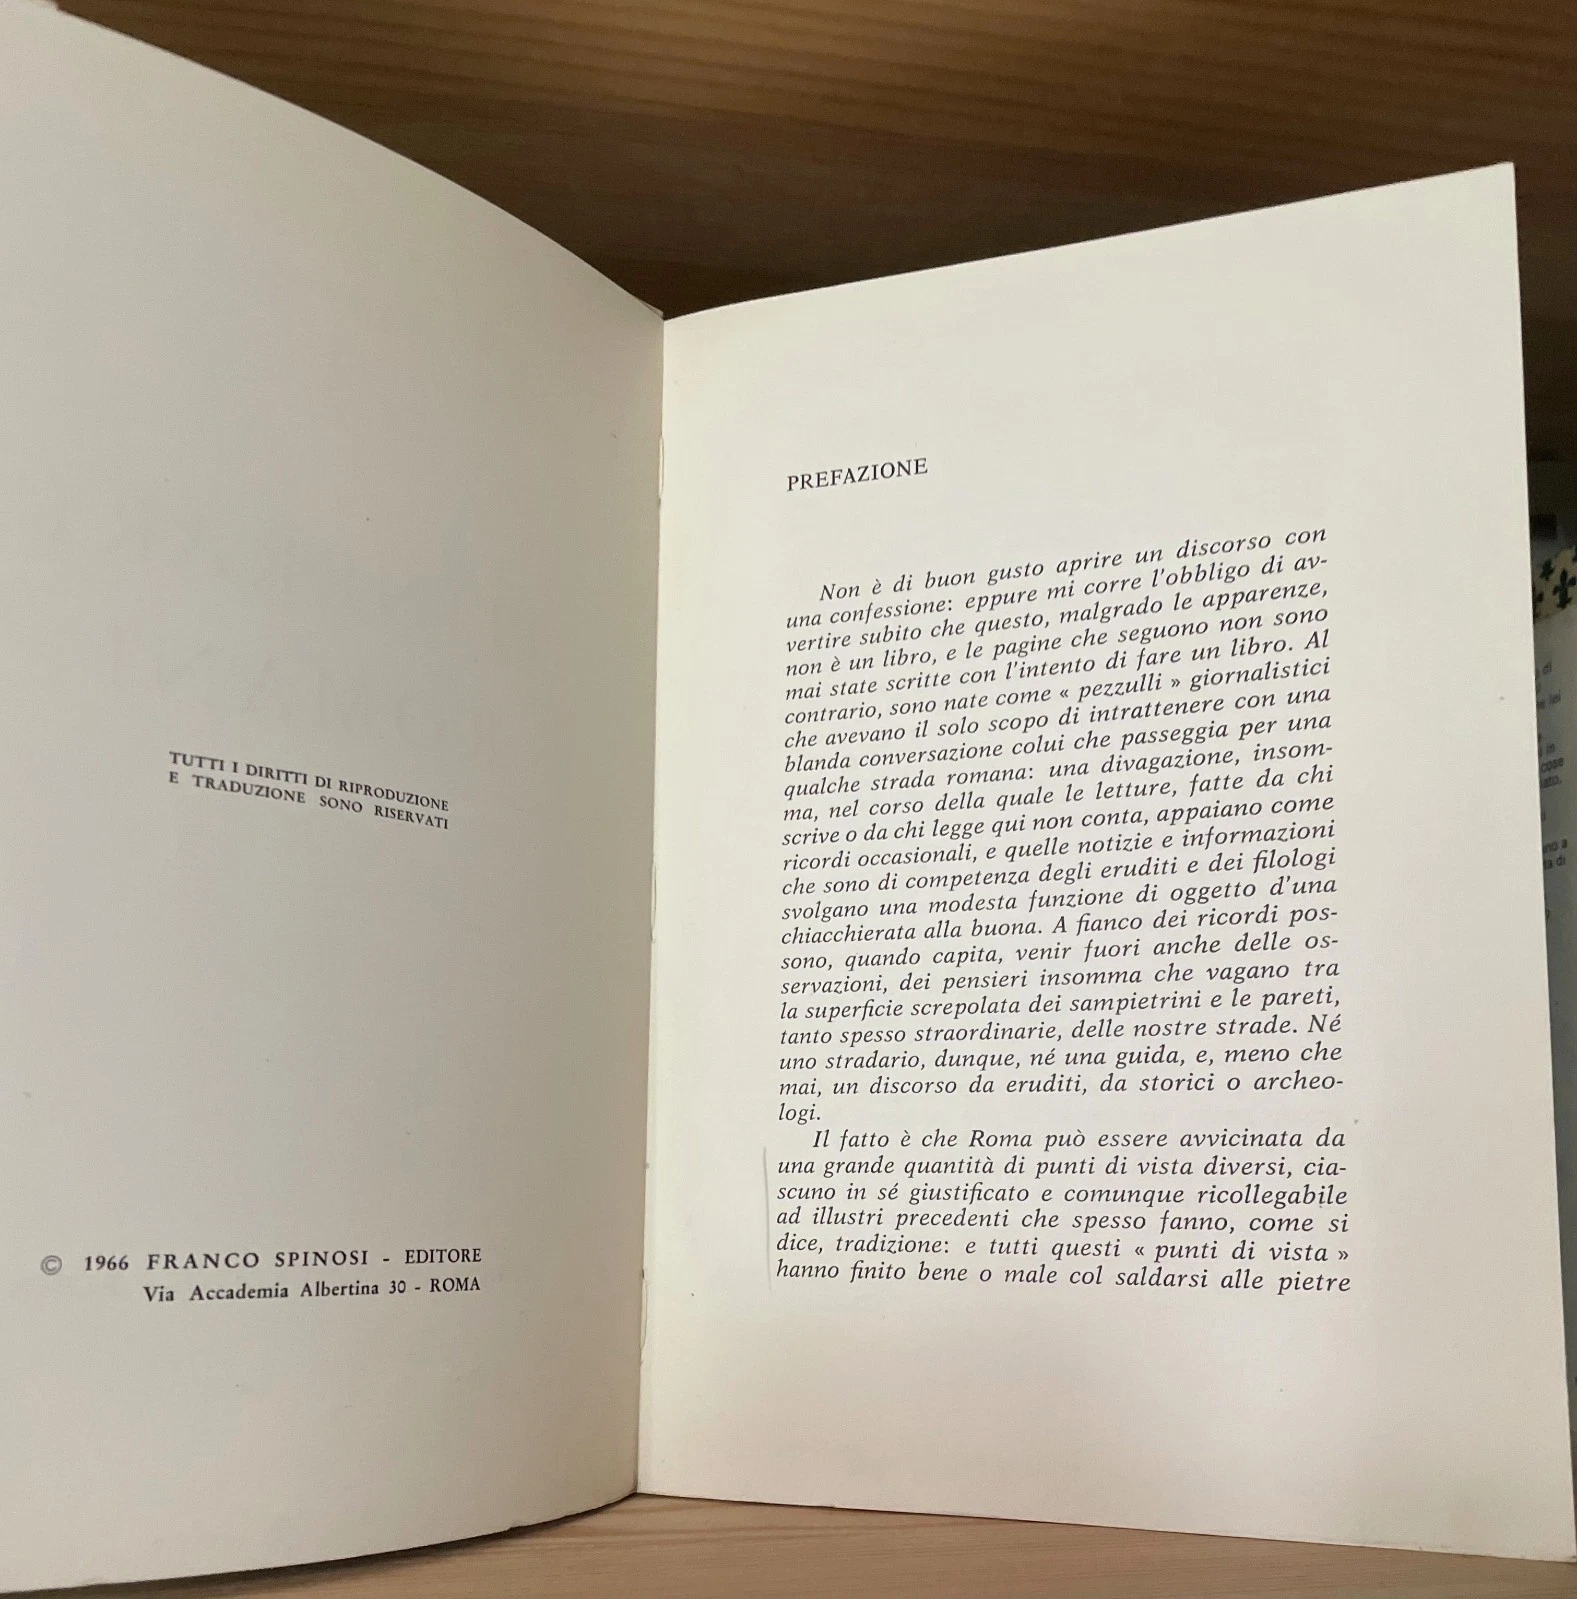 TUTTI I DIRITTI DI RIPRODUZIONE
E TRADUZIONE SONO RISERVATI
© 1966 FRANCO SPINOSI - EDITORE
Via Accademia Albertina 30 - ROMA
PREFAZIONE
Non è di buon gusto aprire un discorso con
una confessione: eppure mi corre l'obbligo di av-
vertire subito che questo, malgrado le apparenze,
non è un libro, e le pagine che seguono non sono
mai state scritte con l'intento di fare un libro. Al
contrario, sono nate come « pezzulli » giornalistici
che avevano il solo scopo di intrattenere con una
blanda conversazione colui che passeggia per una
qualche strada romana: una divagazione, insom-
ma, nel corso della quale le letture, fatte da chi
scrive o da chi legge qui non conta, appaiano come
ricordi occasionali, e quelle notizie e informazioni
che sono di competenza degli eruditi e dei filologi
svolgano una modesta funzione di oggetto d'una
chiacchierata alla buona. A fianco dei ricordi pos-
sono, quando capita, venir fuori anche delle os-
servazioni, dei pensieri insomma che vagano tra
la superficie screpolata dei sampietrini e le pareti,
tanto spesso straordinarie, delle nostre strade. Né
uno stradario, dunque, né una guida, e, meno che
mai, un discorso da eruditi, da storici o archeo-
logi.
Il fatto è che Roma può essere avvicinata da
una grande quantità di punti di vista diversi, cia-
scuno in sé giustificato e comunque ricollegabile
ad illustri precedenti che spesso fanno, come si
dice, tradizione: e tutti questi « punti di vista »
hanno finito bene o male col saldarsi alle pietre